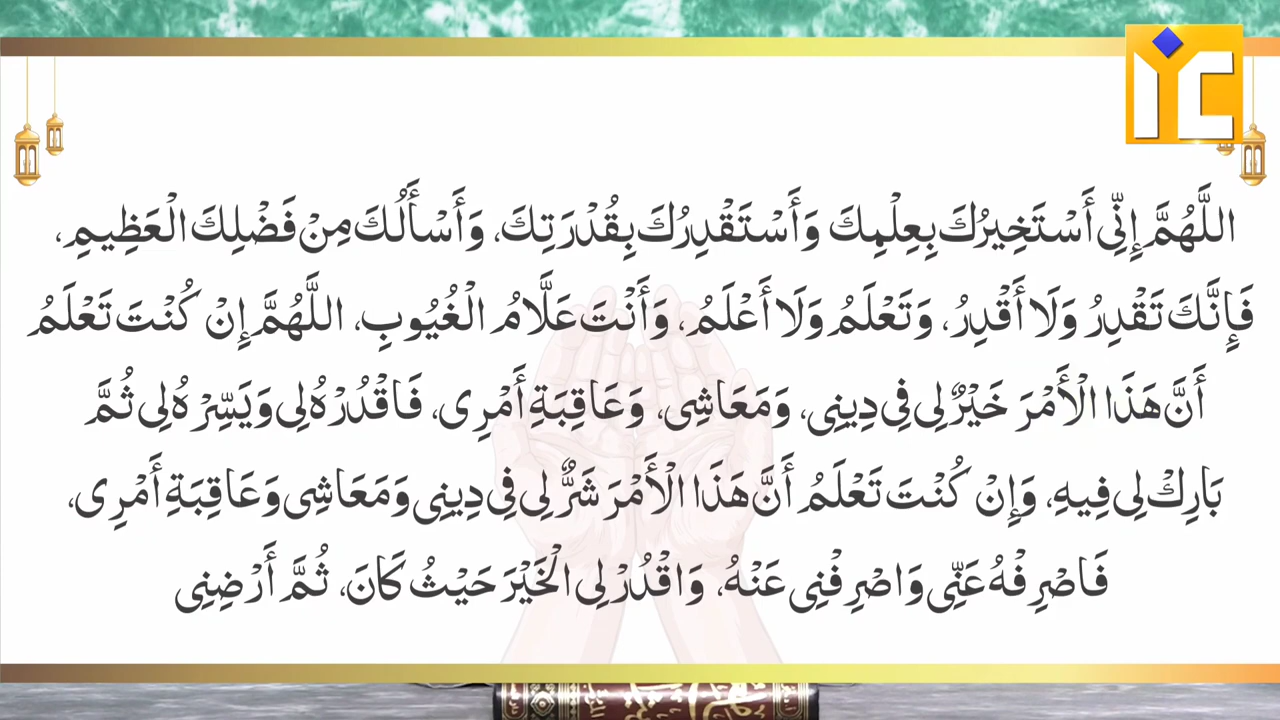 اللَّهُمَّ إِنِّي أَسْتَخِيرُكَ بِعِلْمِكَ وَأَسْتَقْدِرُكَ بِقُدْرَتِكَ، وَأَسْأَلُكَ مِنْ فَضْلِكَ الْعَظِيمِ،
فَإِنَّكَ تَقْدِرُ وَلَا أَقْدِرُ، وَتَعْلَمُ وَلَا أَعْلَمُ، وَأَنْتَ عَلَّامُ الْغُيُوبِ، اللَّهُمَّ إِنْ كُنْتَ تَعْلَمُ
أَنَّ هَذَا الْأَمْرَ خَيْرٌ لِي فِي دِينِي، وَمَعَاشِي، وَعَاقِبَةِ أَمْرِي، فَاقْدُرْهُ لِي وَيَسِّرْهُ لِي ثُمَّ
بَارِكْ لِي فِيهِ، وَإِنْ كُنْتَ تَعْلَمُ أَنَّ هَذَا الْأَمْرَ شَرٌّ لِي فِي دِينِي وَمَعَاشِي وَعَاقِبَةِ أَمْرِي،
فَاصْرِفْهُ عَنِّي وَاصْرِفْنِي عَنْهُ، وَاقْدُرْ لِي الْخَيْرَ حَيْثُ كَانَ، ثُمَّ أَرْضِنِي